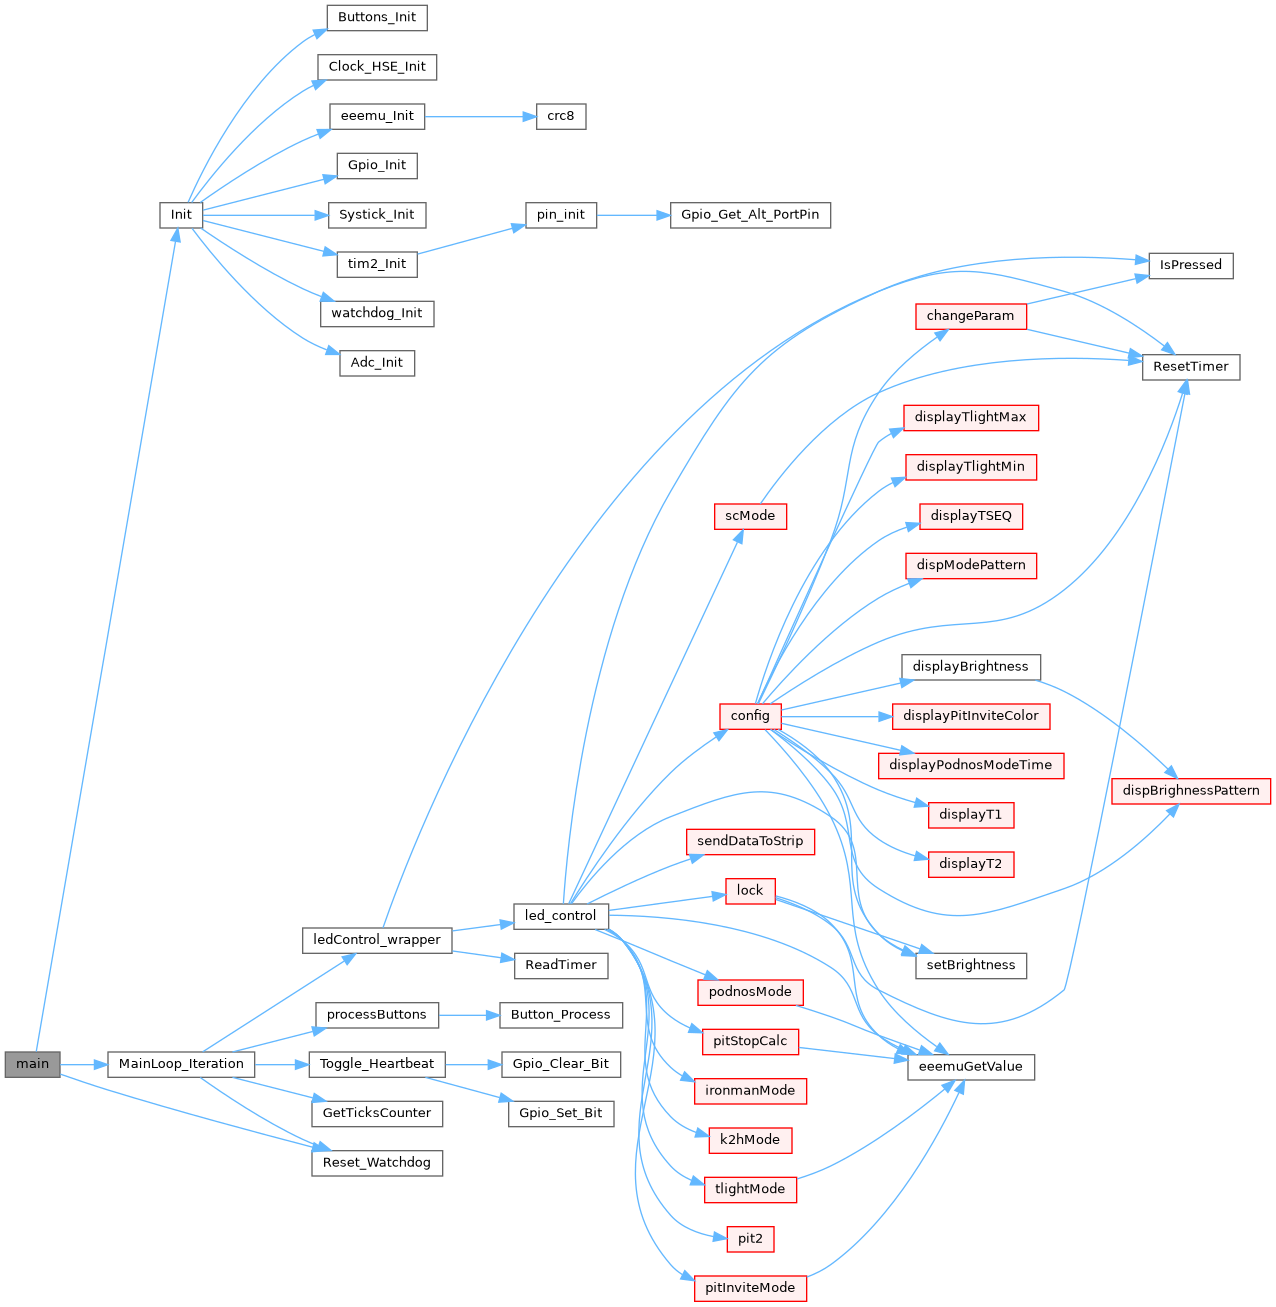 Buttons_Init
Clock_HSE_Init
eeemu_Init
crc8
Gpio_Init
Init
Systick_Init
pin_init
Gpio_Get_Alt_PortPin
tim2_Init
IsPressed
watchdog_Init
changeParam
Adc_Init
ResetTimer
displayTlightMax
displayTlightMin
scMode
displayTSEQ
dispModePattern
displayBrightness
config
displayPitInviteColor
displayPodnosModeTime
dispBrighnessPattern
displayT1
sendDataToStrip
displayT2
lock
led_control
ledControl_wrapper
ReadTimer
setBrightness
podnosMode
processButtons
Button_Process
pitStopCalc
main
MainLoop_Iteration
Toggle_Heartbeat
Gpio_Clear_Bit
eeemuGetValue
ironmanMode
GetTicksCounter
Gpio_Set_Bit
k2hMode
Reset_Watchdog
tlightMode
pit2
pitInviteMode